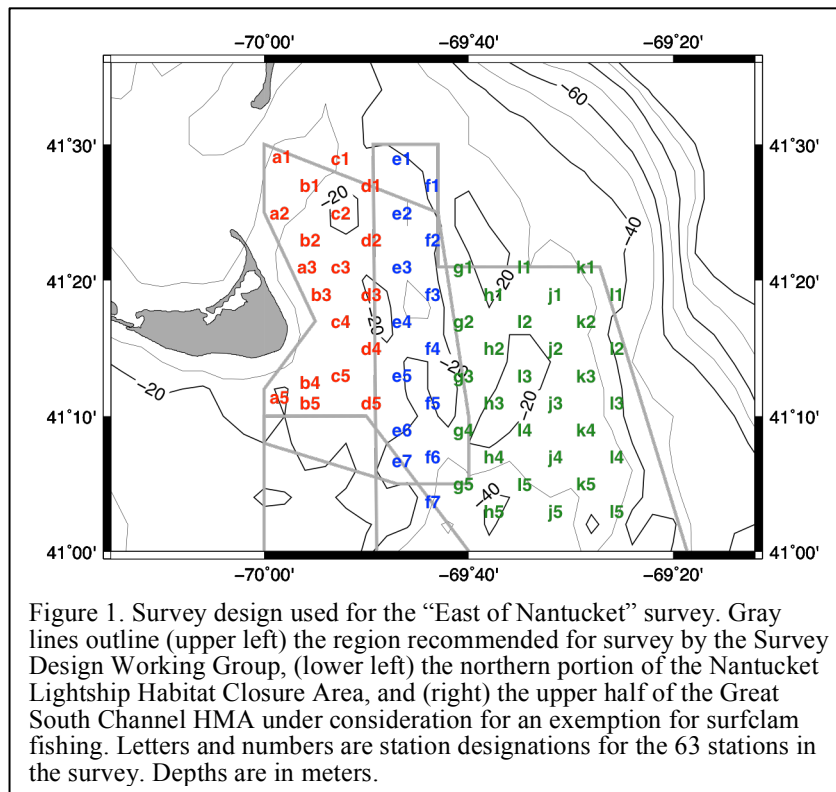 −70°00' −69°40' −69°20'
−60
41°30' 41°30'
a1 c1 e1
b1 d1 f1
−20
a2 c2 e2
−40
b2 d2 f2
a3 c3 e3 g1 l1 k1
−20
41°20' 41°20'
b3 d3 f3 h1 j1 l1
−20
c4 e4 g2 l2 k2
d4 f4 h2 j2 l2
−20
−20
b4 c5 e5 g3 l3 k3
a5 b5 d5 f5 h3 j3 l3
−20
41°10' 41°10'
e6 g4 l4 k4
e7 f6 h4 j4 l4
−40
g5 l5 k5
f7 h5 j5 l5
41°00' 41°00'
−70°00' −69°40' −69°20'
Figure 1. Survey design used for the “East of Nantucket” survey. Gray
lines outline (upper left) the region recommended for survey by the Survey
Design Working Group, (lower left) the northern portion of the Nantucket
Lightship Habitat Closure Area, and (right) the upper half of the Great
South Channel HMA under consideration for an exemption for surfclam
fishing. Letters and numbers are station designations for the 63 stations in
the survey. Depths are in meters.